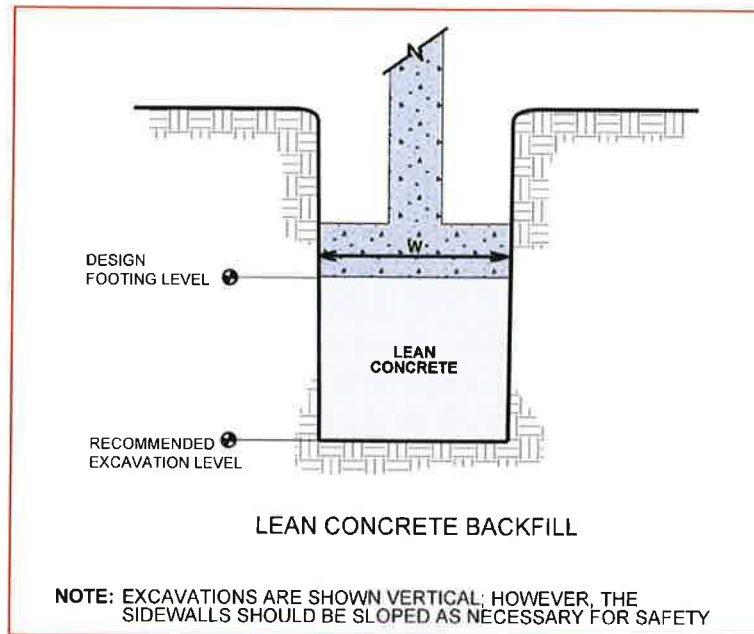 W
DESIGN
FOOTING LEVEL
LEAN
CONCRETE
RECOMMENDED
EXCAVATION LEVEL
LEAN CONCRETE BACKFILL
NOTE: EXCAVATIONS ARE SHOWN VERTICAL; HOWEVER, THE
SIDEWALLS SHOULD BE SLOPED AS NECESSARY FOR SAFETY